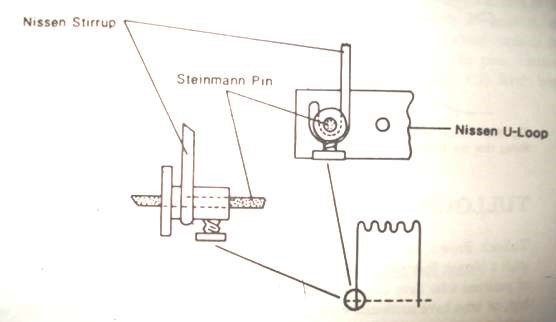 Nissen Stirrup
Steinmann Pin
Nissen U-Loop